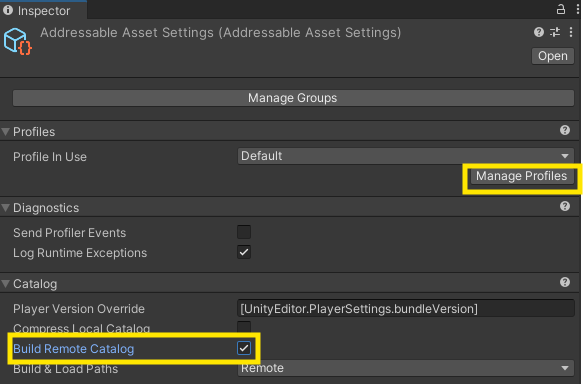 Inspector
Addressable Asset Settings (Addressable Asset Settings)
Open
Manage Groups
Profiles
Profile In Use Default
Manage Profiles
Diagnostics
Send Profiler Events
Log Runtime Exceptions
Catalog
Player Version Override [UnityEditor.PlayerSettings.bundleVersion]
Compress Local Catalog
Build Remote Catalog
Build & Load Paths Remote